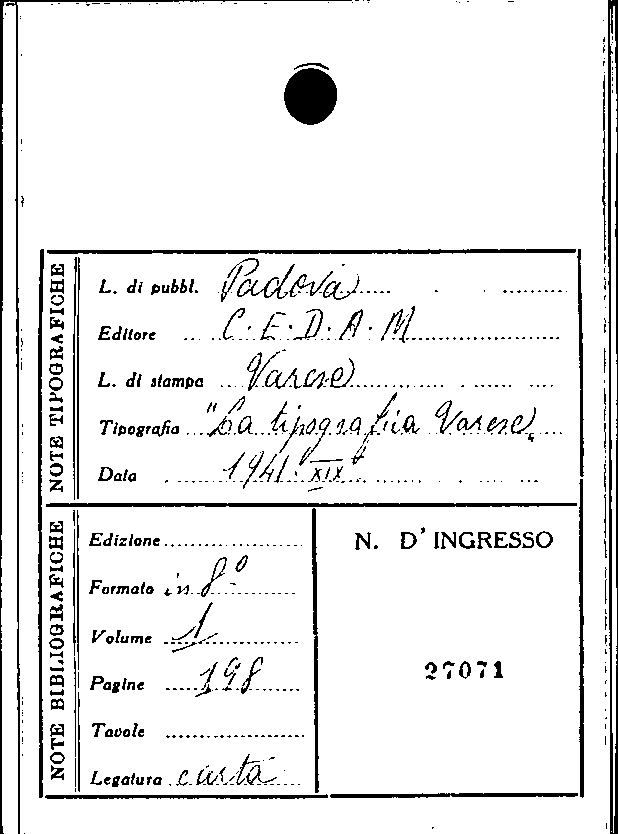 NOTE TIPOGRAFICHE
L. di pubbl. Padova
Editore C. E. D. A. M
L. di stampa Varese
Tipografia "La tipografia Varese"
Data 1941. XIX
NOTE BIBLIOGRAFICHE
Edizione
Formato in 8.°
Volume 1
Pagine 198
Tavole
Legatura carta
N. D' INGRESSO
27071